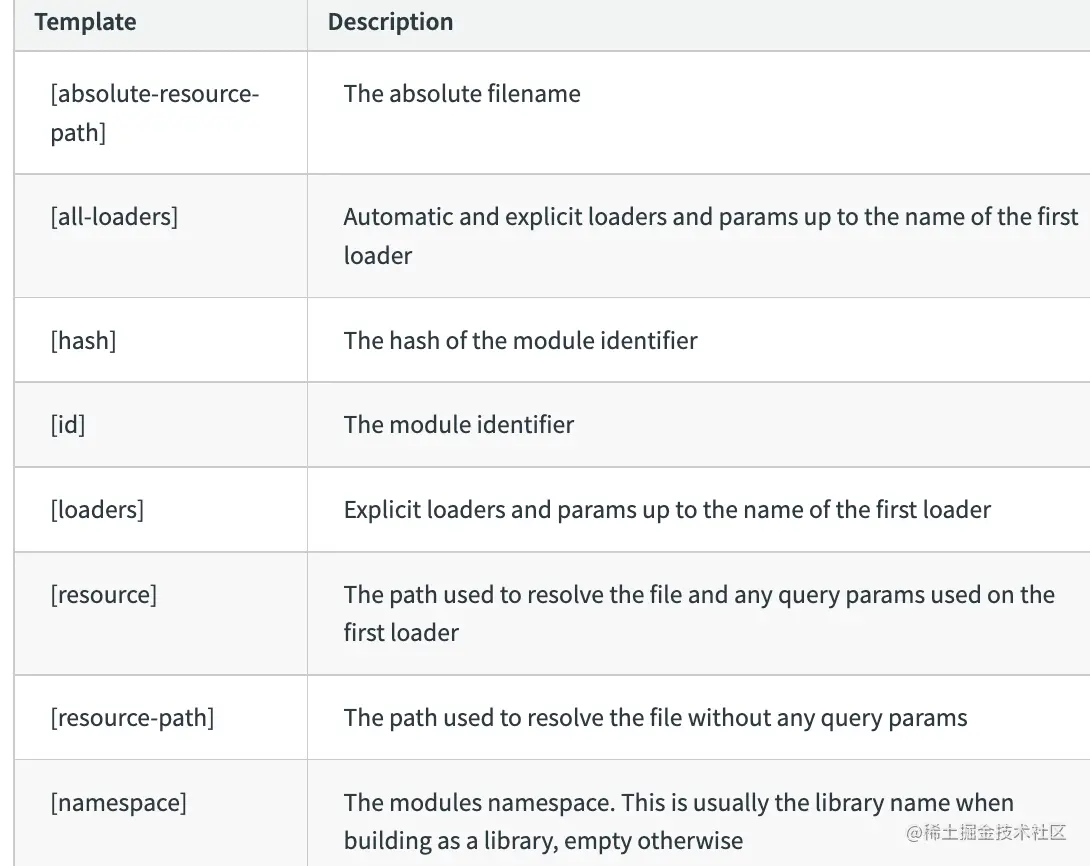 Template Description
[absolute-resource- The absolute filename
path]
[all-loaders] Automatic and explicit loaders and params up to the name of the first
loader
[hash] The hash of the module identifier
[id] The module identifier
[loaders] Explicit loaders and params up to the name of the first loader
[resource] The path used to resolve the file and any query params used on the
first loader
[resource-path] The path used to resolve the file without any query params
[namespace] The modules namespace. This is usually the library name when
building as a library, empty otherwise
@稀土掘金技术社区